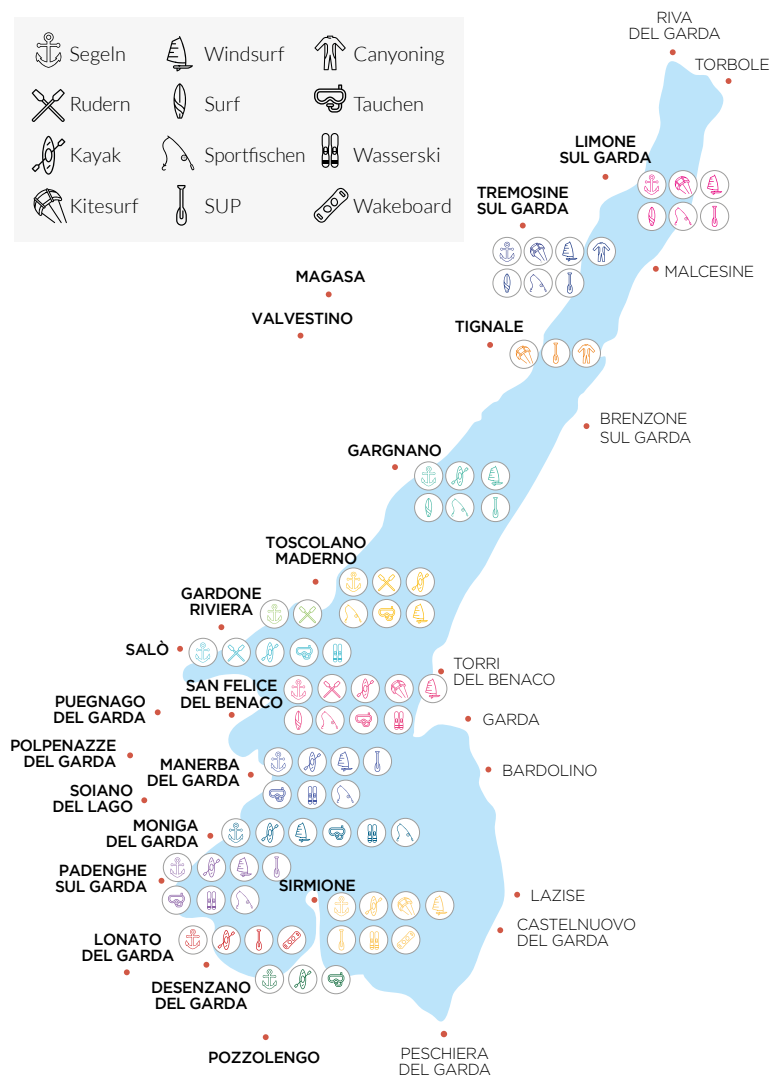 Segeln
Windsurf
Canyoning
Rudern
Surf
Tauchen
Kayak
Sportfischen
Wasserski
Kitesurf
SUP
Wakeboard
RIVA
DEL GARDA
TORBOLE
LIMONE
SUL GARDA
TREMOSINE
SUL GARDA
MALCESINE
MAGASA
VALVESTINO
TIGNALE
BRENZONE
SUL GARDA
GARGNANO
TOSCOLANO
MADERNO
GARDONE
RIVIERA
SALÒ
TORRI
DEL BENACO
SAN FELICE
DEL BENACO
PUEGNAGO
DEL GARDA
GARDA
POLPENAZZE
DEL GARDA
MANERBA
DEL GARDA
BARDOLINO
SOIANO
DEL LAGO
MONIGA
DEL GARDA
PADENGHE
SUL GARDA
SIRMIONE
LAZISE
CASTELNUOVO
DEL GARDA
LONATO
DEL GARDA
DESENZANO
DEL GARDA
POZZOLENGO
PESCHIERA
DEL GARDA